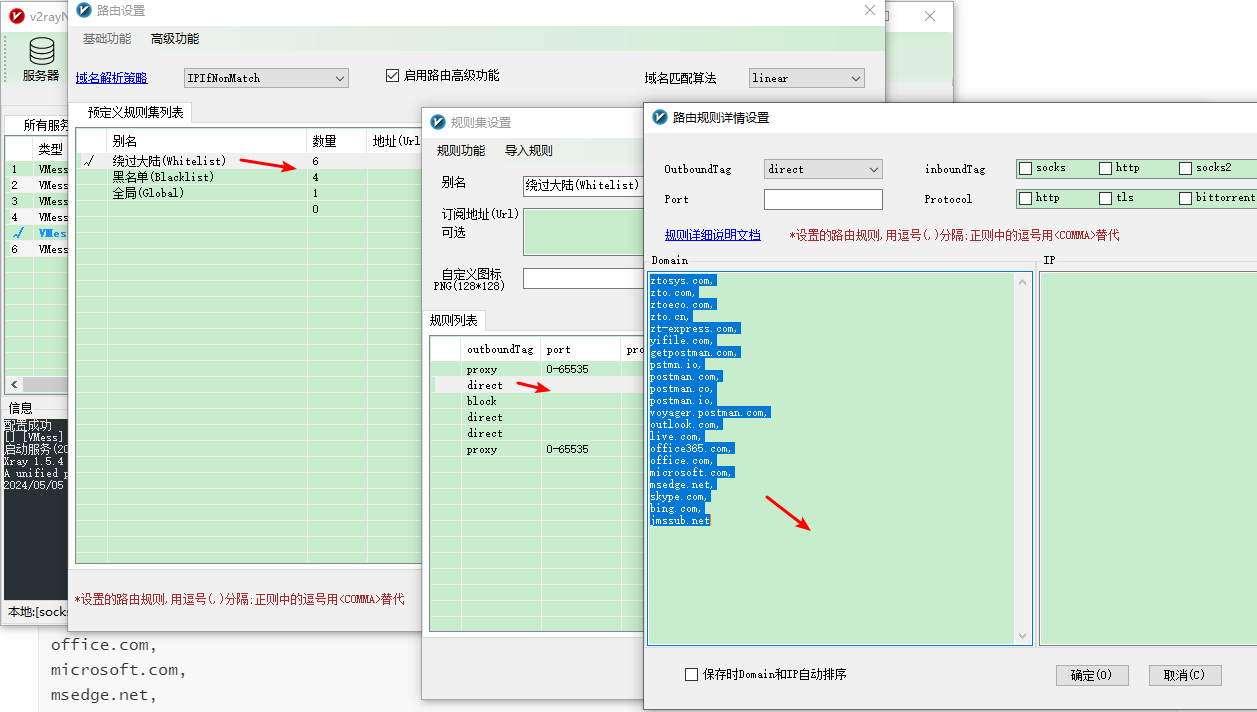 v2rayN
服务器
所有服务
类型
1 VMess
2 VMess
3 VMess
4 VMess
√ VMess
6 VMess
信息
配置成功
[] [VMess]
启动服务(20
Xray 1.5.4
A unified p
2024/05/05
本地:[socks
路由设置
基础功能 高级功能
域名解析策略 IPIfNonMatch 启用路由高级功能 域名匹配算法 linear
预定义规则集列表
别名 数量 地址(Url
√ 绕过大陆(Whitelist) 6
黑名单(Blacklist) 4
全局(Global) 1
0
*设置的路由规则,用逗号(,)分隔;正则中的逗号用<COMMA>替代
规则集设置
规则功能 导入规则
别名 绕过大陆(Whitelist)
订阅地址(Url)
可选
自定义图标
PNG(128*128)
规则列表
outboundTag port pro
proxy 0-65535
direct
block
direct
direct
proxy 0-65535
路由规则详情设置
OutboundTag direct inboundTag socks http socks2
Port Protocol http tls bittorrent
规则详细说明文档 *设置的路由规则,用逗号(,)分隔;正则中的逗号用<COMMA>替代
Domain IP
ztosys.com,
zto.com,
ztoeco.com,
zto.cn,
zt-express.com,
yifile.com,
getpostman.com,
pstmn.io,
postman.com,
postman.co,
postman.io,
voyager.postman.com,
outlook.com,
live.com,
office365.com,
office.com,
microsoft.com,
msedge.net,
skype.com,
bing.com,
jmssub.net
保存时Domain和IP自动排序 确定(O) 取消(C)
office.com,
microsoft.com,
msedge.net,